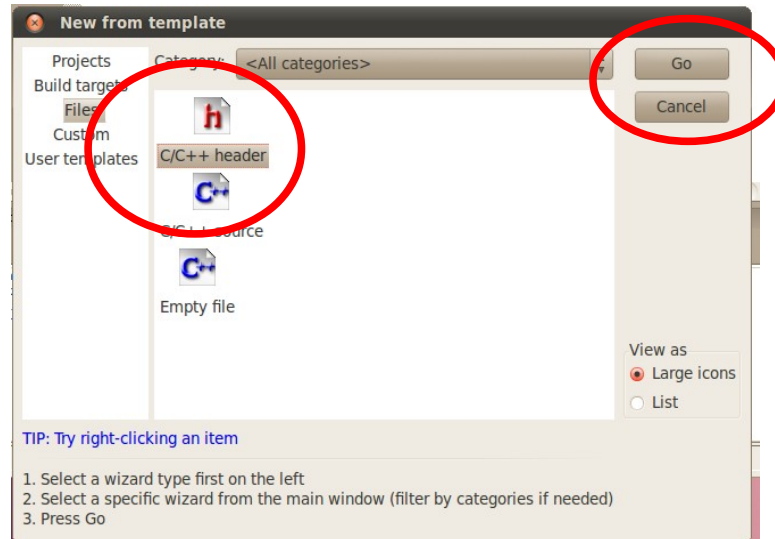 New from template
Projects
Build targets
Files
Custom
User templates
Category: <All categories>
h
C/C++ header
C++
C/C++ source
C++
Empty file
Go
Cancel
View as
Large icons
List
TIP: Try right-clicking an item
1. Select a wizard type first on the left
2. Select a specific wizard from the main window (filter by categories if needed)
3. Press Go